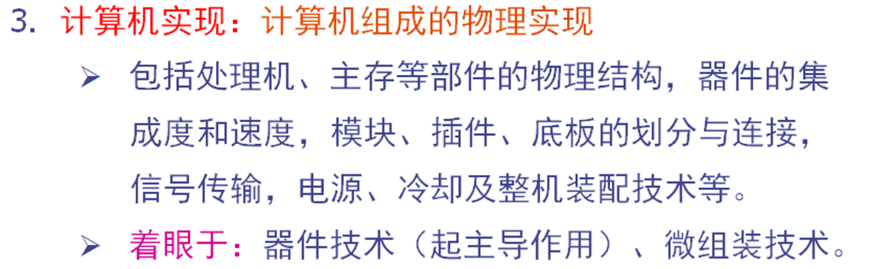 3. 计算机实现：计算机组成的物理实现
➢ 包括处理机、主存等部件的物理结构，器件的集
成度和速度，模块、插件、底板的划分与连接，
信号传输，电源、冷却及整机装配技术等。
➢ 着眼于：器件技术（起主导作用）、微组装技术。